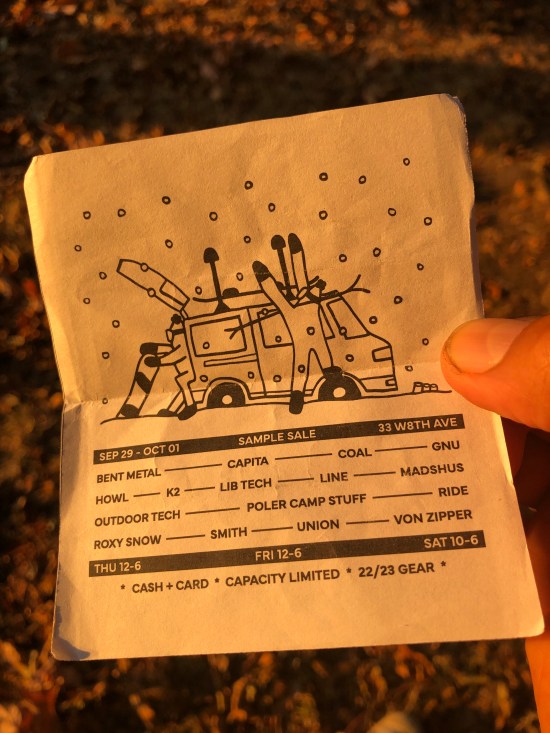 SEP 29 - OCT 01 SAMPLE SALE 33 W8TH AVE
BENT METAL CAPITA COAL GNU
HOWL K2 LIB TECH LINE MADSHUS
OUTDOOR TECH POLER CAMP STUFF RIDE
ROXY SNOW SMITH UNION VON ZIPPER
THU 12-6 FRI 12-6 SAT 10-6
* CASH + CARD * CAPACITY LIMITED * 22/23 GEAR *